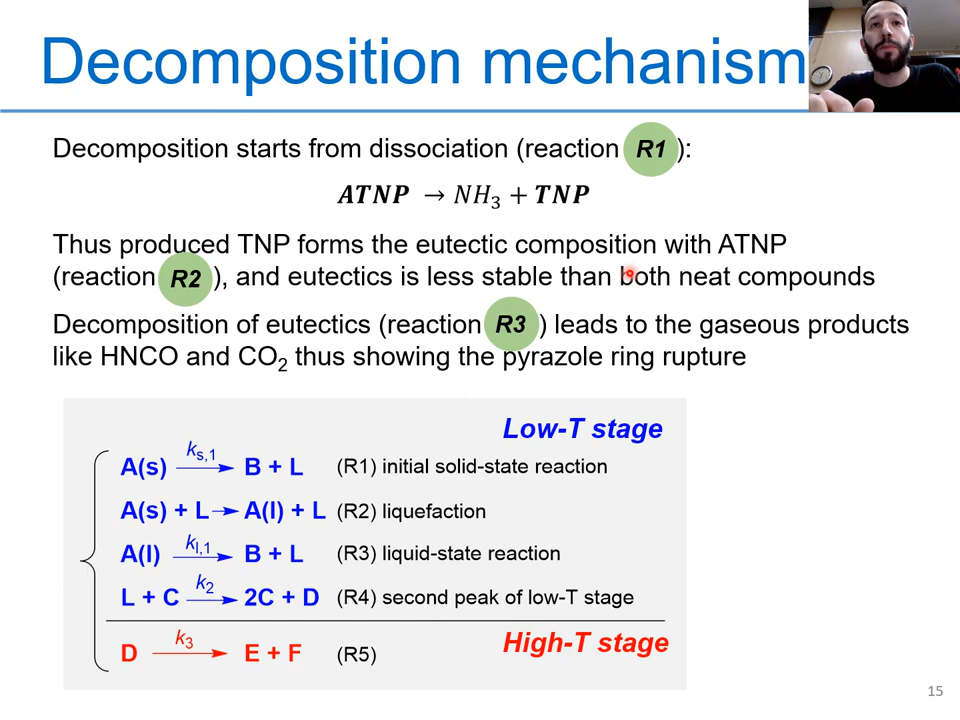 Decomposition mechanism
Decomposition starts from dissociation (reaction R1 ):
ATNP → NH₃ + TNP
Thus produced TNP forms the eutectic composition with ATNP
(reaction R2 ), and eutectics is less stable than both neat compounds
Decomposition of eutectics (reaction R3 ) leads to the gaseous products
like HNCO and CO₂ thus showing the pyrazole ring rupture
Low-T stage
kₛ,₁
A(s) → B + L (R1) initial solid-state reaction
A(s) + L → A(l) + L (R2) liquefaction
kₗ,₁
A(l) → B + L (R3) liquid-state reaction
k₂
L + C → 2C + D (R4) second peak of low-T stage
High-T stage
k₃
D → E + F (R5)
15